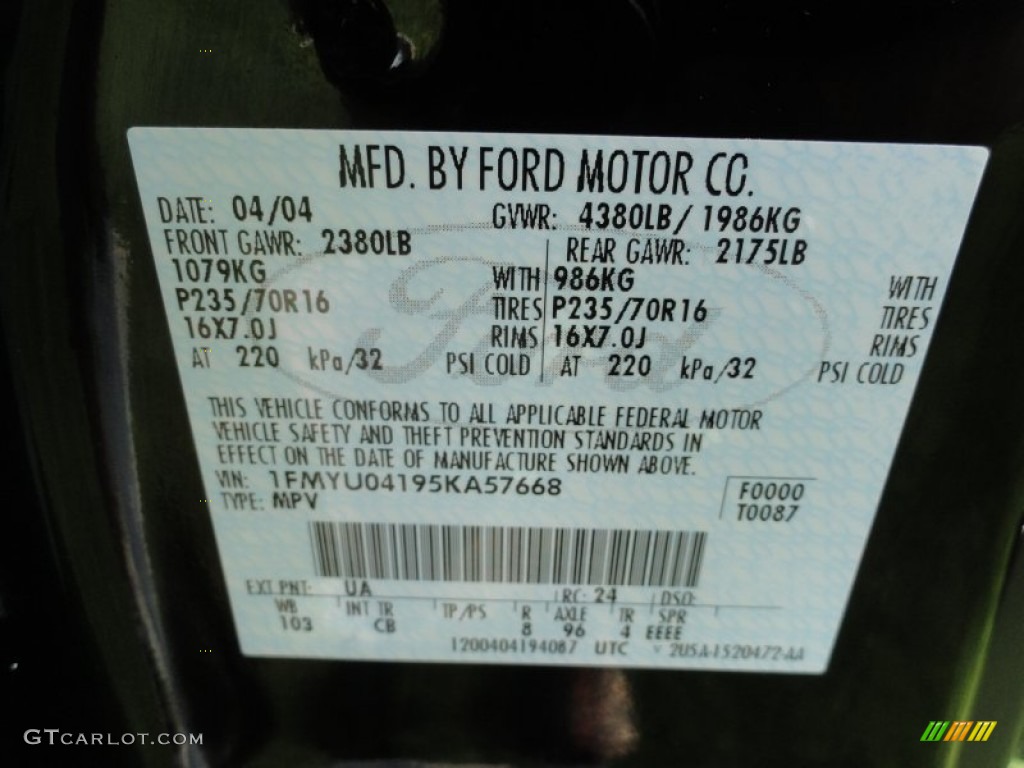 MFD. BY FORD MOTOR CO.
DATE: 04/04 GVWR: 4380LB/ 1986KG
FRONT GAWR: 2380LB REAR GAWR: 2175LB
1079KG WITH 986KG WITH
P235/70R16 TIRES P235/70R16 TIRES
16X7.0J RIMS 16X7.0J RIMS
AT 220 kPa/32 PSI COLD AT 220 kPa/32 PSI COLD
Ford
THIS VEHICLE CONFORMS TO ALL APPLICABLE FEDERAL MOTOR
VEHICLE SAFETY AND THEFT PREVENTION STANDARDS IN
EFFECT ON THE DATE OF MANUFACTURE SHOWN ABOVE.
VIN: 1FMYU04195KA57668 F0000
TYPE: MPV T0087
EXT PNT: UA RC: 24 DSO:
WB INT TR TP/PS R AXLE TR SPR
103 CB 8 96 4 EEEE
1200404194087 UTC 2U5A-1520472-AA
GTCARLOT.COM